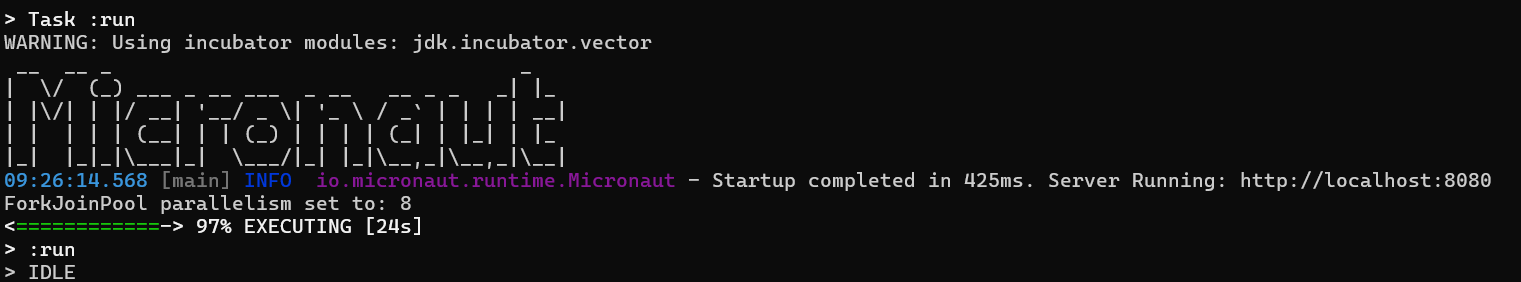 > Task :run
WARNING: Using incubator modules: jdk.incubator.vector
 __  __ _                                  _
|  \/  (_) ___ _ __ ___  _ __   __ _ _   _| |_
| |\/| | |/ __| '__/ _ \| '_ \ / _` | | | | __|
| |  | | | (__| | | (_) | | | | (_| | |_| | |_
|_|  |_|_|\___|_|  \___/|_| |_|\__,_|\__,_|\__|
09:26:14.568 [main] INFO  io.micronaut.runtime.Micronaut - Startup completed in 425ms. Server Running: http://localhost:8080
ForkJoinPool parallelism set to: 8
<============-> 97% EXECUTING [24s]
> :run
> IDLE